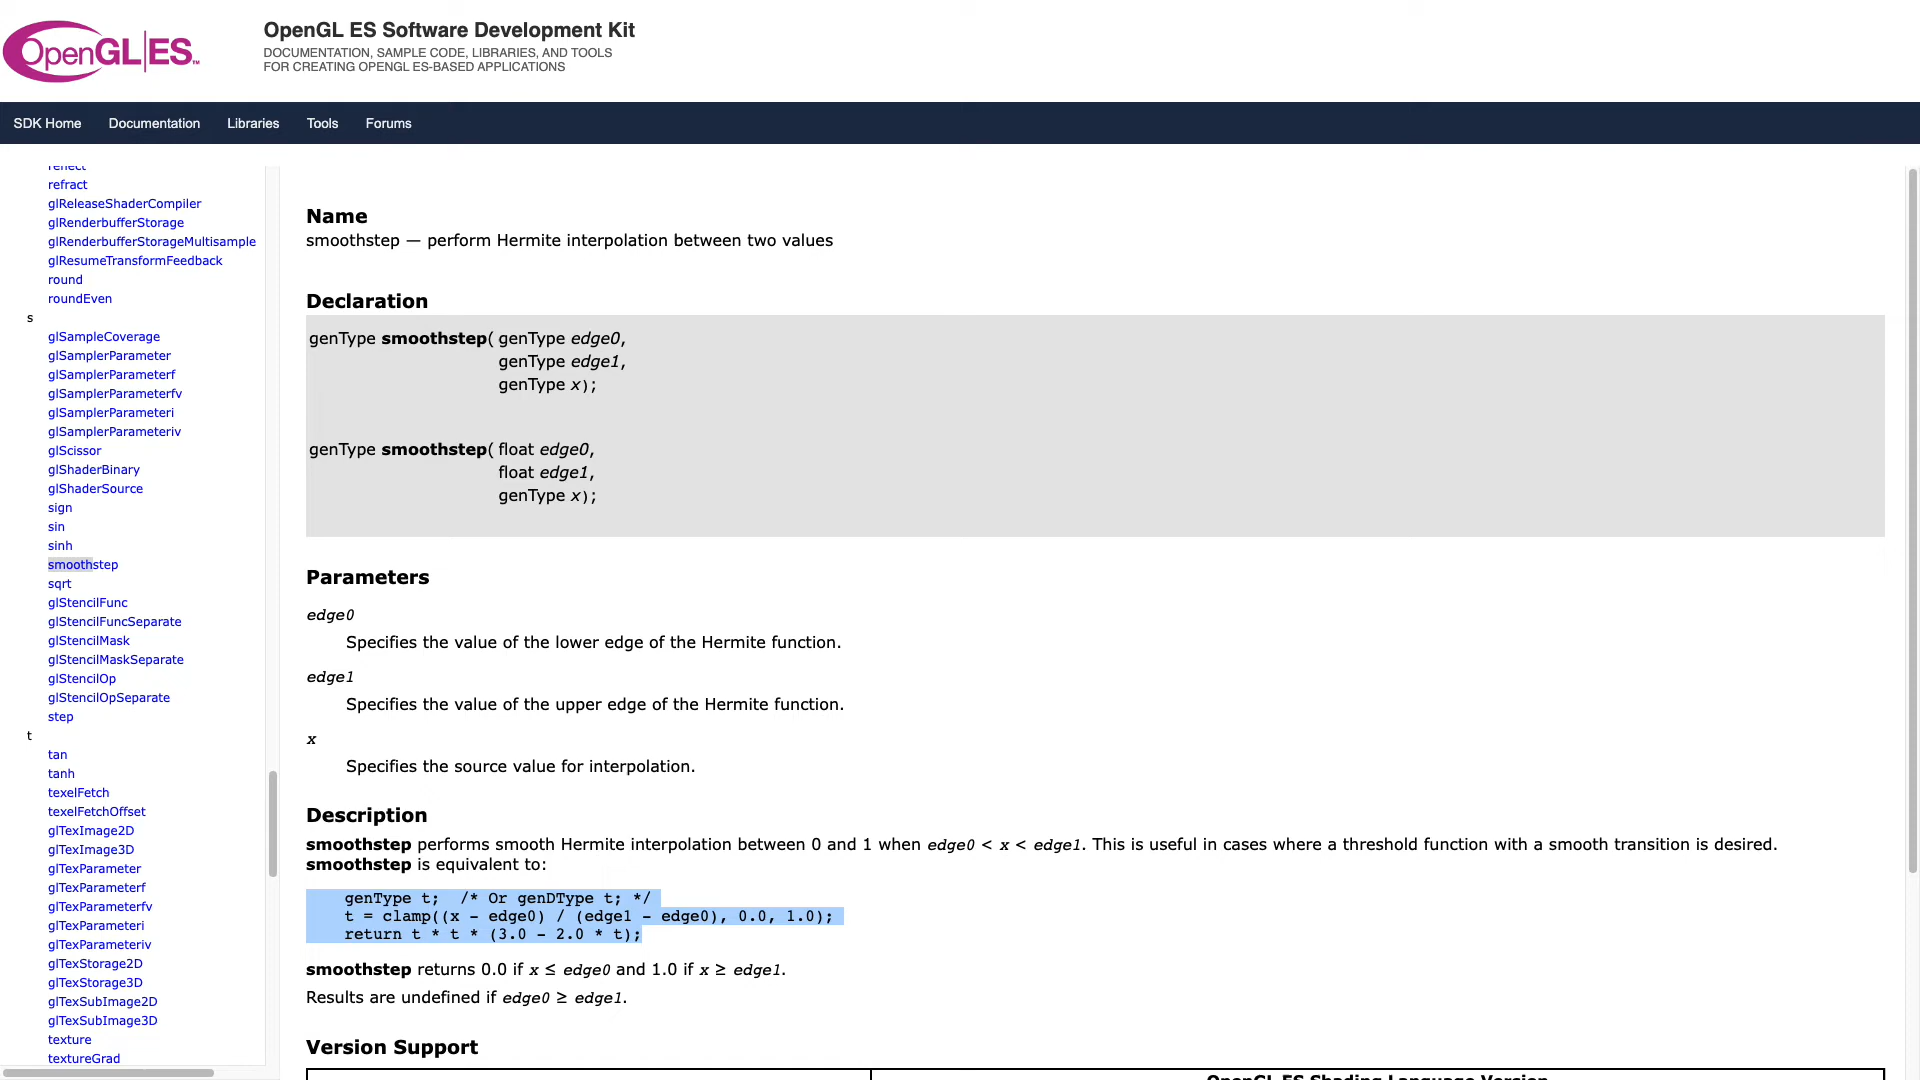 OpenGL|ES™
OpenGL ES Software Development Kit
DOCUMENTATION, SAMPLE CODE, LIBRARIES, AND TOOLS
FOR CREATING OPENGL ES-BASED APPLICATIONS
SDK Home Documentation Libraries Tools Forums
reflect
refract
glReleaseShaderCompiler
glRenderbufferStorage
glRenderbufferStorageMultisample
glResumeTransformFeedback
round
roundEven
s
glSampleCoverage
glSamplerParameter
glSamplerParameterf
glSamplerParameterfv
glSamplerParameteri
glSamplerParameteriv
glScissor
glShaderBinary
glShaderSource
sign
sin
sinh
smoothstep
sqrt
glStencilFunc
glStencilFuncSeparate
glStencilMask
glStencilMaskSeparate
glStencilOp
glStencilOpSeparate
step
t
tan
tanh
texelFetch
texelFetchOffset
glTexImage2D
glTexImage3D
glTexParameter
glTexParameterf
glTexParameterfv
glTexParameteri
glTexParameteriv
glTexStorage2D
glTexStorage3D
glTexSubImage2D
glTexSubImage3D
texture
textureGrad
Name
smoothstep — perform Hermite interpolation between two values
Declaration
genType smoothstep( genType edge0,
genType edge1,
genType x);
genType smoothstep( float edge0,
float edge1,
genType x);
Parameters
edge0
Specifies the value of the lower edge of the Hermite function.
edge1
Specifies the value of the upper edge of the Hermite function.
x
Specifies the source value for interpolation.
Description
smoothstep performs smooth Hermite interpolation between 0 and 1 when edge0 < x < edge1. This is useful in cases where a threshold function with a smooth transition is desired.
smoothstep is equivalent to:
genType t;  /* Or genDType t; */
t = clamp((x - edge0) / (edge1 - edge0), 0.0, 1.0);
return t * t * (3.0 - 2.0 * t);
smoothstep returns 0.0 if x ≤ edge0 and 1.0 if x ≥ edge1.
Results are undefined if edge0 ≥ edge1.
Version Support
OpenGL ES Shading Language Version